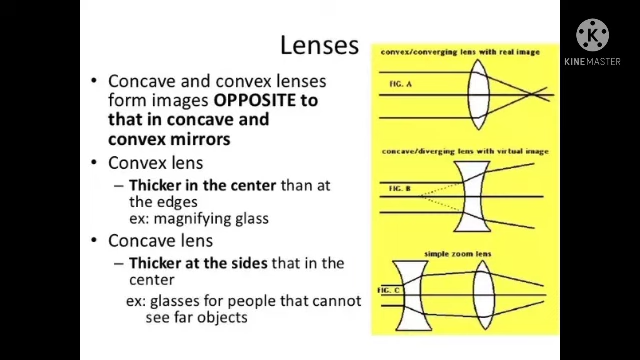 Lenses
• Concave and convex lenses
form images OPPOSITE to
that in concave and
convex mirrors
• Convex lens
– Thicker in the center than at
the edges
ex: magnifying glass
• Concave lens
– Thicker at the sides that in the
center
ex: glasses for people that cannot
see far objects
convex/converging lens with real image
FIG. A
concave/diverging lens with virtual image
FIG. B
simple zoom lens
FIG. C
K
KINEMASTER